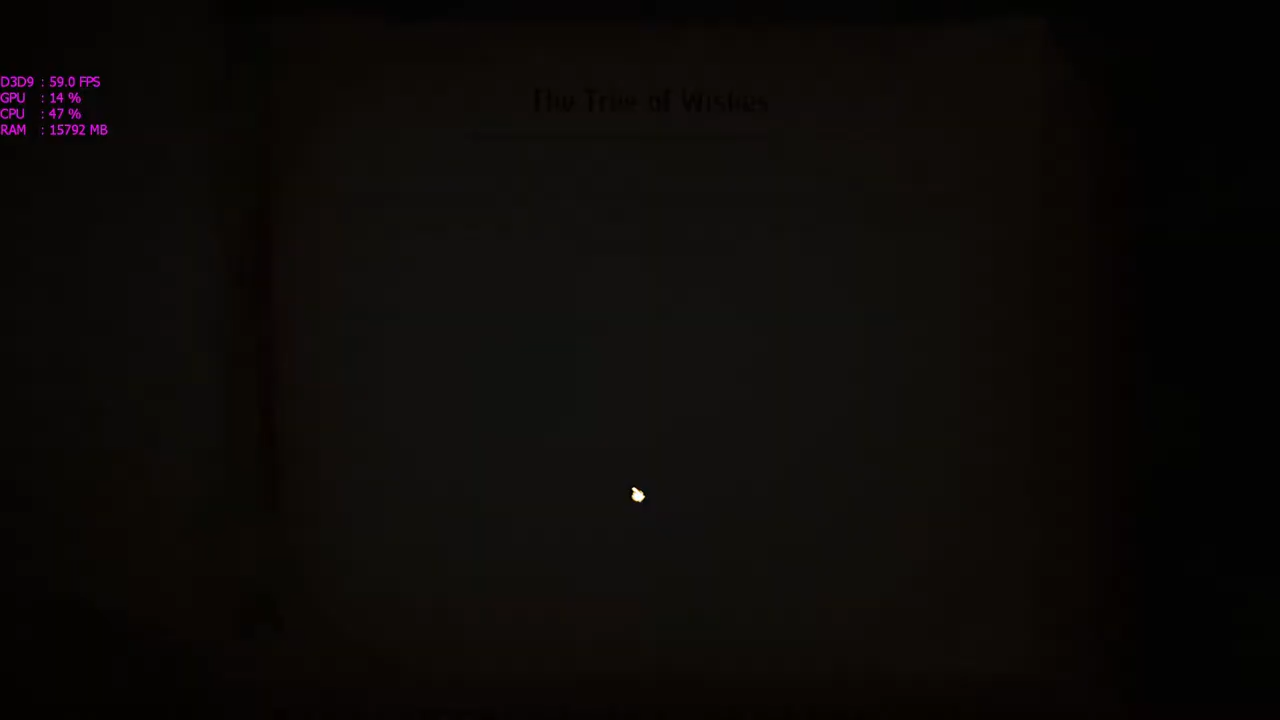 The Tree of Wishes
D3D9 : 59.0 FPS
GPU : 14 %
CPU : 47 %
RAM : 15792 MB